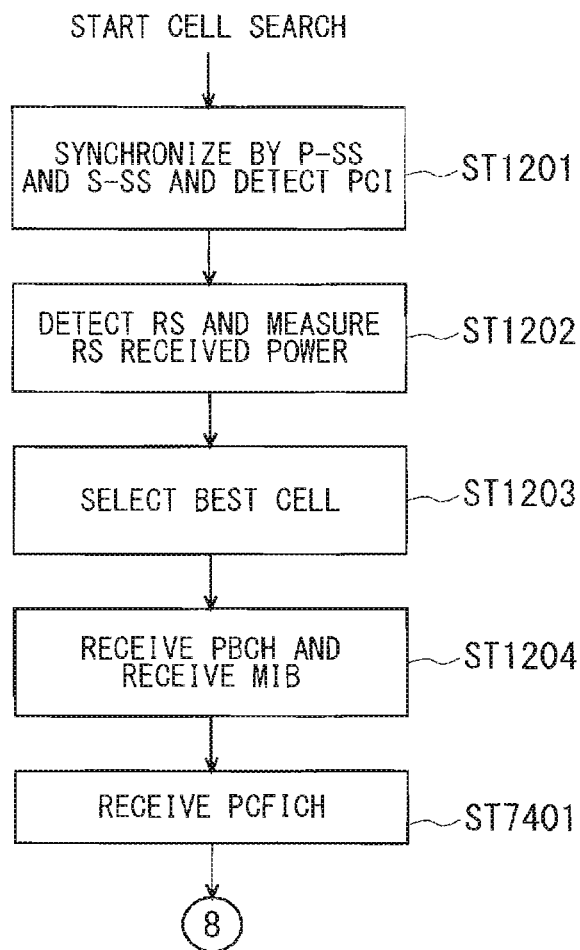 START CELL SEARCH
SYNCHRONIZE BY P-SS
AND S-SS AND DETECT PCI
ST1201
DETECT RS AND MEASURE
RS RECEIVED POWER
ST1202
SELECT BEST CELL
ST1203
RECEIVE PBCH AND
RECEIVE MIB
ST1204
RECEIVE PCFICH
ST7401
8